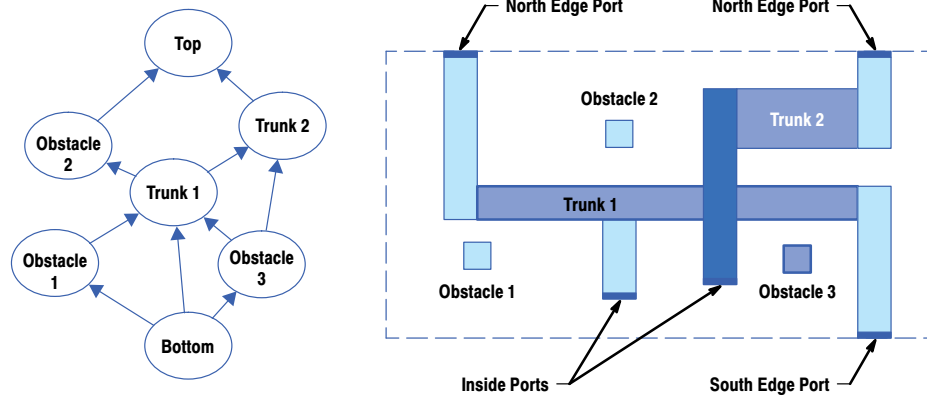 Top
Obstacle
2
Trunk 2
Trunk 1
Obstacle
1
Obstacle
3
Bottom
North Edge Port
North Edge Port
Obstacle 2
Trunk 2
Trunk 1
Obstacle 1
Obstacle 3
Inside Ports
South Edge Port